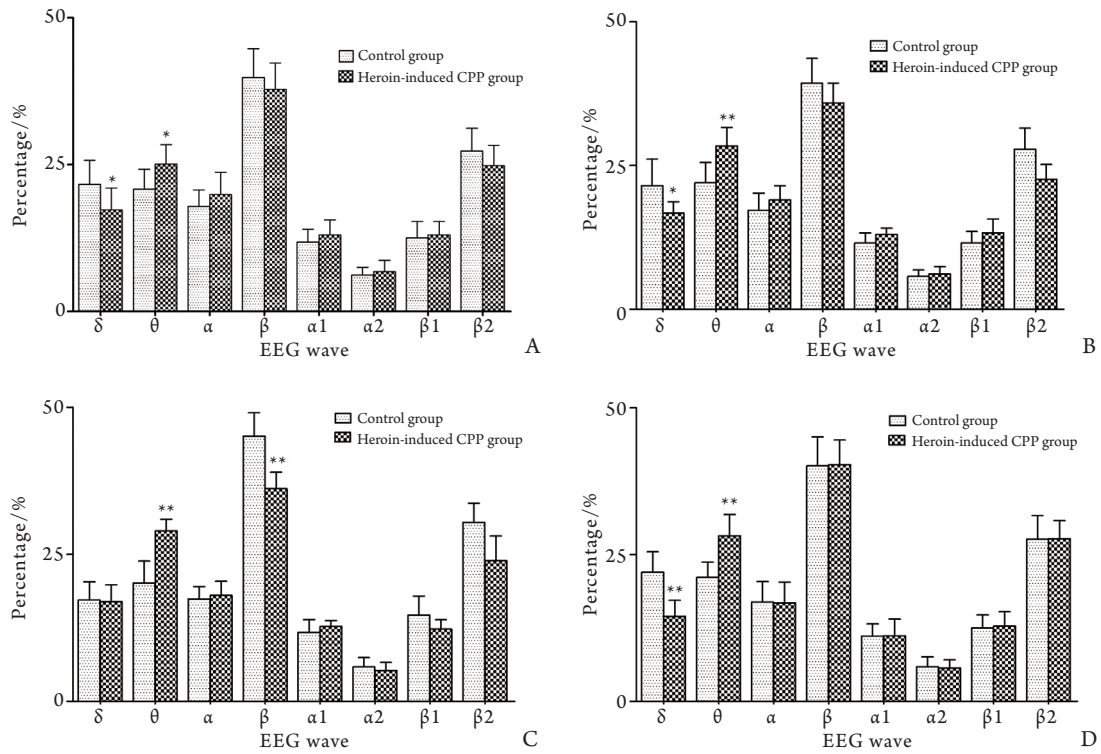 50
25
0
Percentage/%
Control group
Heroin-induced CPP group
*
*
δ θ α β α1 α2 β1 β2
EEG wave
A
50
25
0
Percentage/%
Control group
Heroin-induced CPP group
*
**
δ θ α β α1 α2 β1 β2
EEG wave
B
50
25
0
Percentage/%
Control group
Heroin-induced CPP group
**
**
δ θ α β α1 α2 β1 β2
EEG wave
C
50
25
0
Percentage/%
Control group
Heroin-induced CPP group
**
**
δ θ α β α1 α2 β1 β2
EEG wave
D